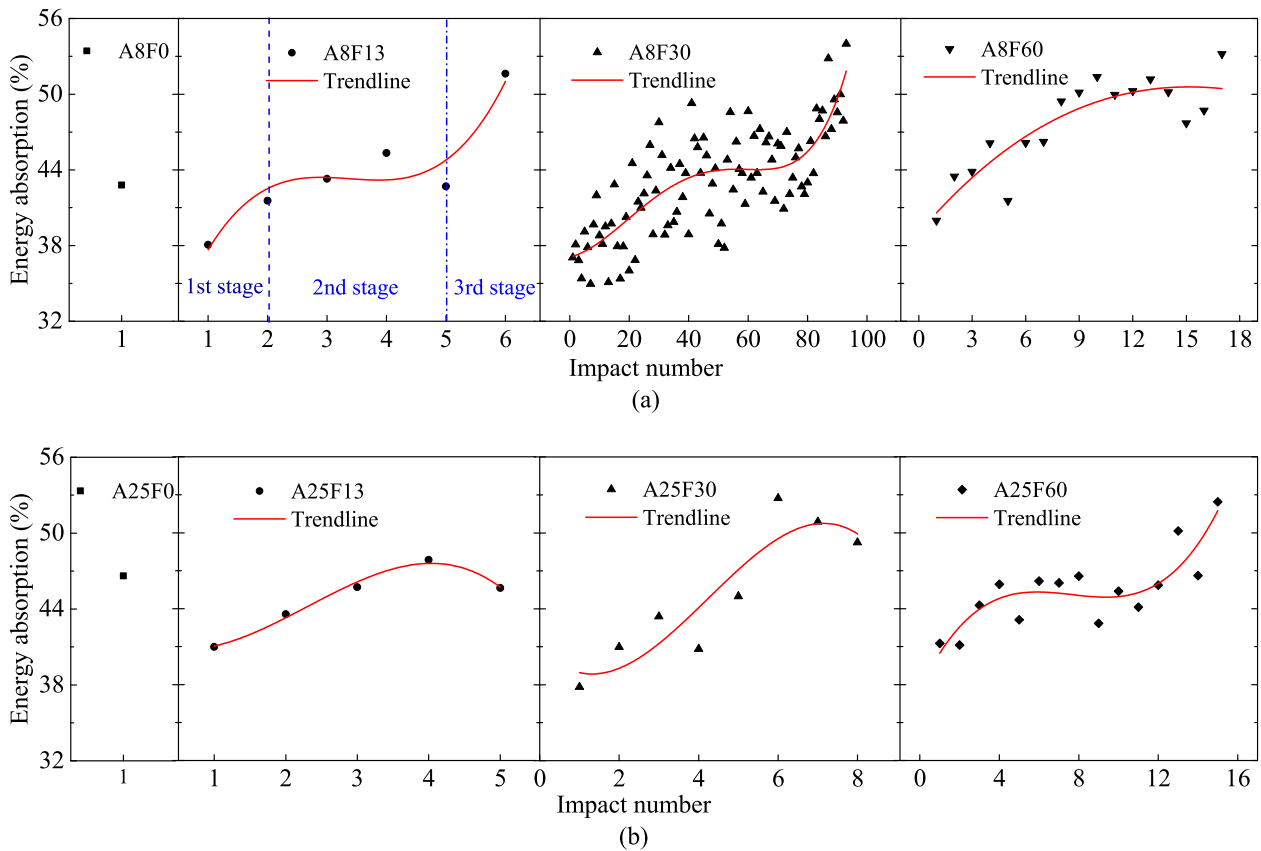 Energy absorption (%)
56
50
44
38
32
A8F0
A8F13
Trendline
A8F30
Trendline
A8F60
Trendline
1st stage
2nd stage
3rd stage
1
1 2 3 4 5 6
0 20 40 60 80 100
0 3 6 9 12 15 18
Impact number
(a)
Energy absorption (%)
56
50
44
38
32
A25F0
A25F13
Trendline
A25F30
Trendline
A25F60
Trendline
1
1 2 3 4 5
0 2 4 6 8
0 4 8 12 16
Impact number
(b)